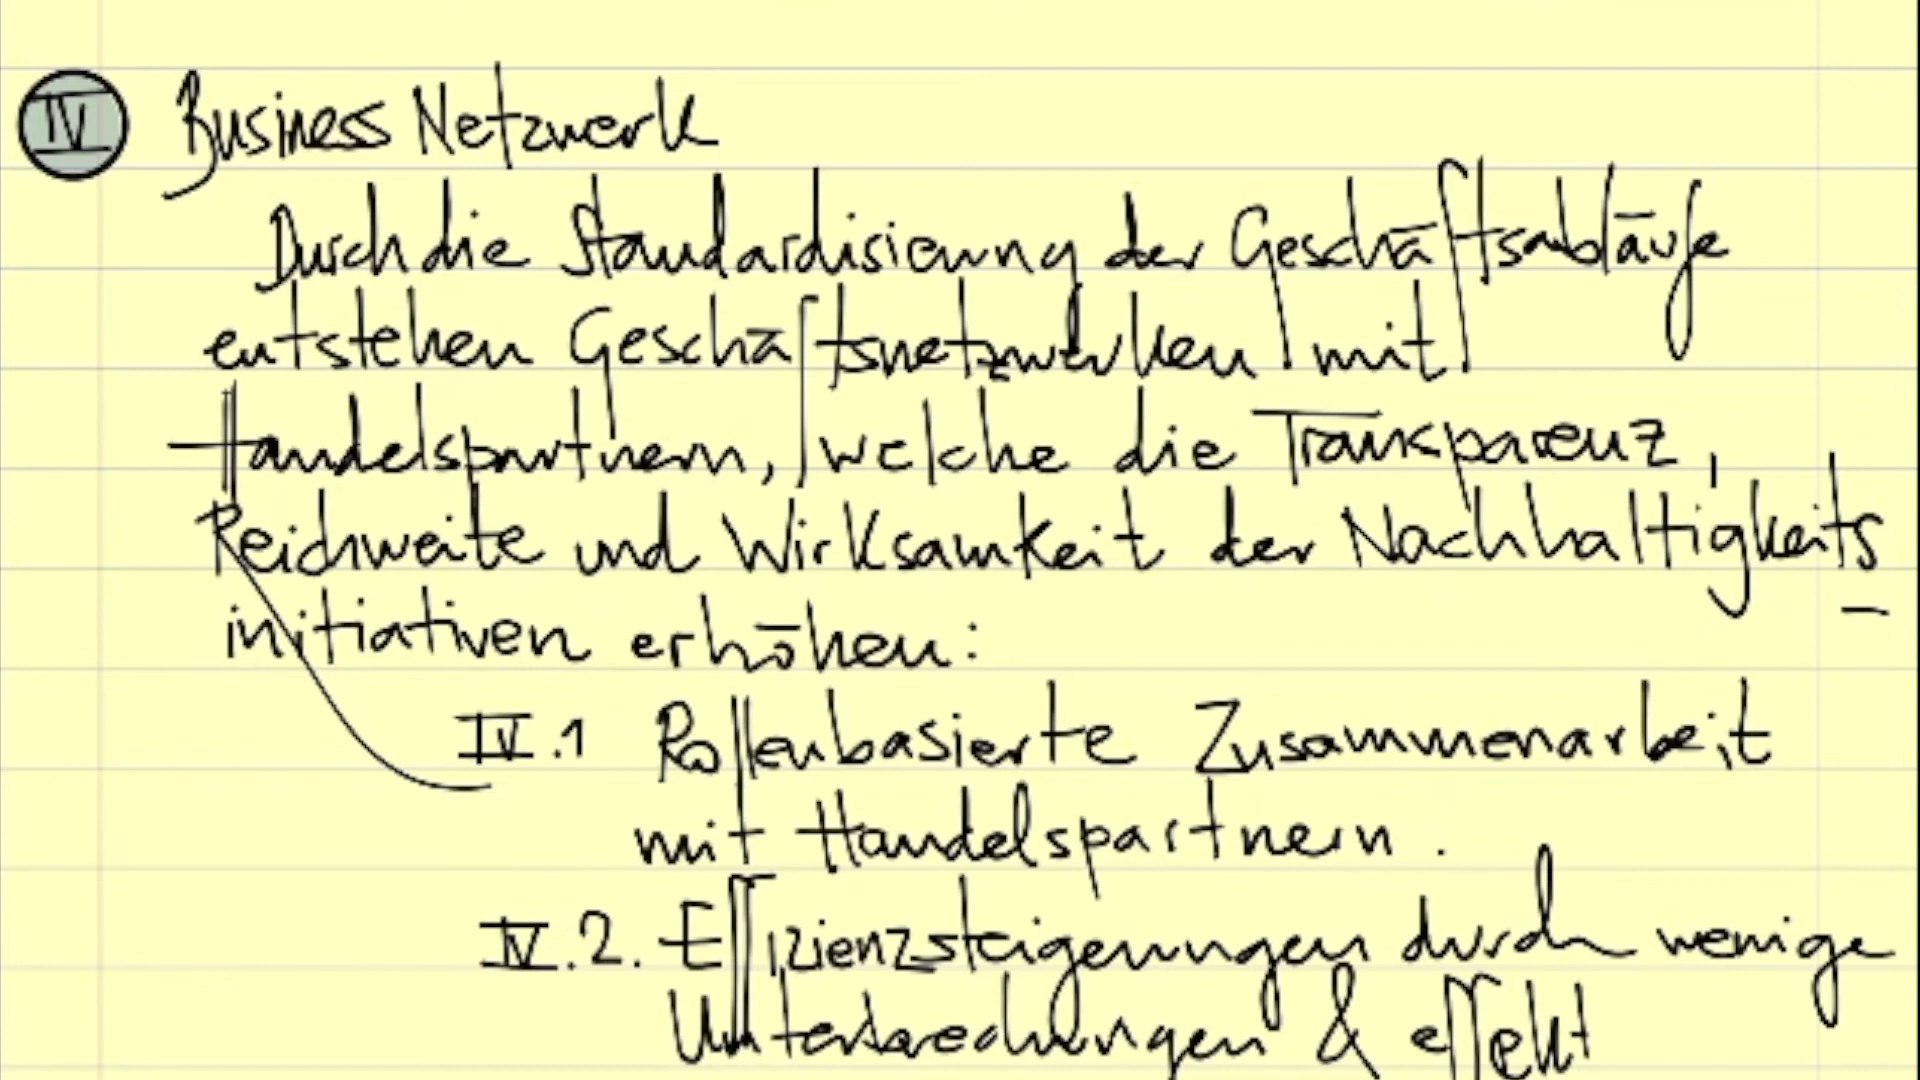 IV Business Netzwerk
Durch die Standardisierung der Geschäftsabläufe
entstehen Geschäftsnetzwerken mit
Handelspartnern, welche die Transparenz,
Reichweite und Wirksamkeit der Nachhaltigkeits
initiativen erhöhen:
IV.1 Rollenbasierte Zusammenarbeit
mit Handelspartnern.
IV.2. Effizienzsteigerungen durch wenige
Unterbrechungen & effekt